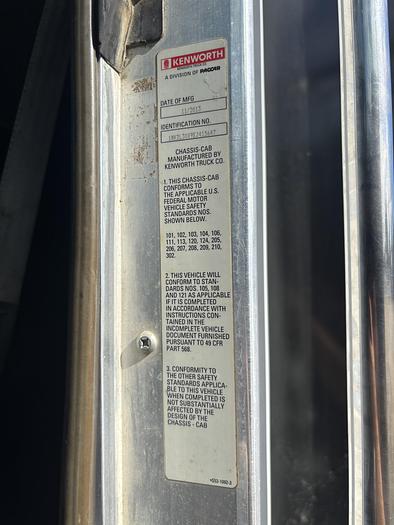 KENWORTH
A DIVISION OF PACCAR
DATE OF MFG
11/2013
IDENTIFICATION NO.
CHASSIS-CAB
MANUFACTURED BY
KENWORTH TRUCK CO.
1. THIS CHASSIS-CAB
CONFORMS TO
THE APPLICABLE U.S.
FEDERAL MOTOR
VEHICLE SAFETY
STANDARDS NOS.
SHOWN BELOW.
101, 102, 103, 104, 106,
111, 113, 120, 124, 205,
206, 207, 208, 209, 210,
302.
2. THIS VEHICLE WILL
CONFORM TO STAN-
DARDS NOS. 105, 108
AND 121 AS APPLICABLE
IF IT IS COMPLETED
IN ACCORDANCE WITH
INSTRUCTIONS CON-
TAINED IN THE
INCOMPLETE VEHICLE
DOCUMENT FURNISHED
PURSUANT TO 49 CFR
PART 568.
3. CONFORMITY TO
THE OTHER SAFETY
STANDARDS APPLICA-
BLE TO THIS VEHICLE
WHEN COMPLETED IS
NOT SUBSTANTIALLY
AFFECTED BY THE
DESIGN OF THE
CHASSIS - CAB